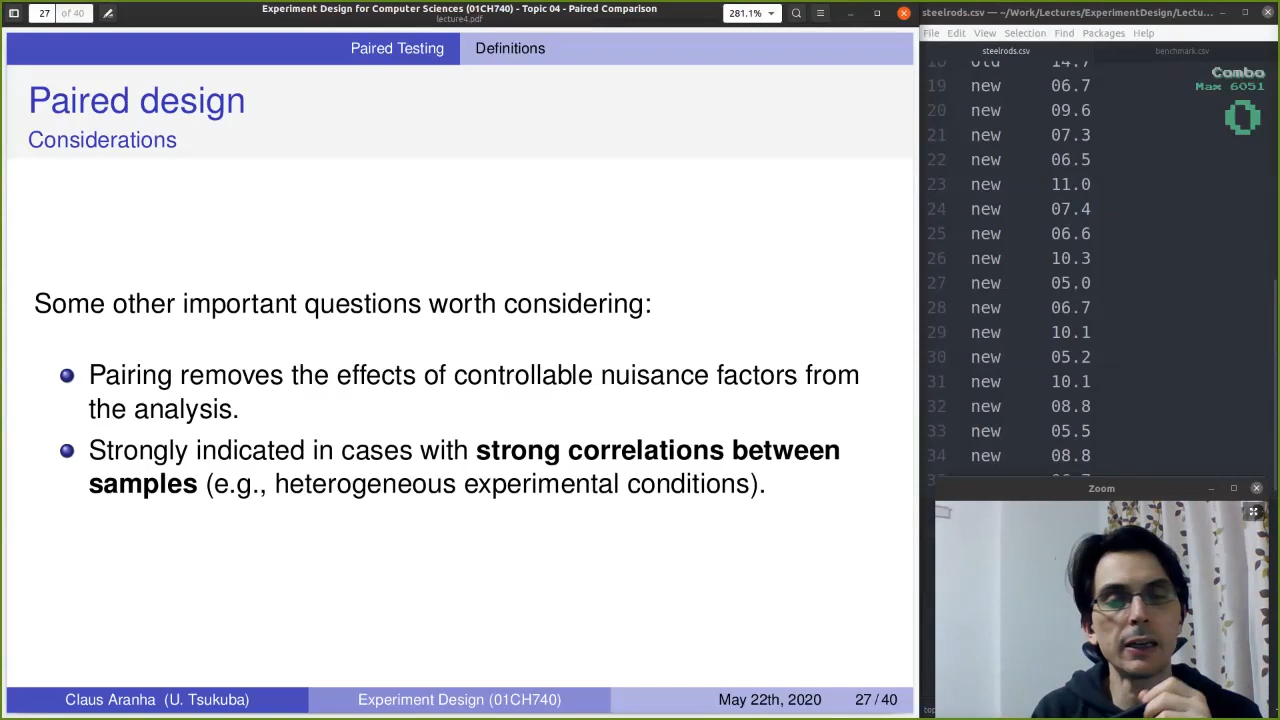 27 of 40
Experiment Design for Computer Sciences (01CH740) - Topic 04 - Paired Comparison
lecture4.pdf
281.1%
Paired Testing
Definitions
Paired design
Considerations
Some other important questions worth considering:
Pairing removes the effects of controllable nuisance factors from
the analysis.
Strongly indicated in cases with strong correlations between
samples (e.g., heterogeneous experimental conditions).
Claus Aranha (U. Tsukuba)
Experiment Design (01CH740)
May 22th, 2020
27 / 40
steelrods.csv — ~/Work/Lectures/ExperimentDesign/Lectu...
File Edit View Selection Find Packages Help
steelrods.csv
benchmark.csv
Combo
Max 6051
0
18 old 14.7
19 new 06.7
20 new 09.6
21 new 07.3
22 new 06.5
23 new 11.0
24 new 07.4
25 new 06.6
26 new 10.3
27 new 05.0
28 new 06.7
29 new 10.1
30 new 05.2
31 new 10.1
32 new 08.8
33 new 05.5
34 new 08.8
Zoom